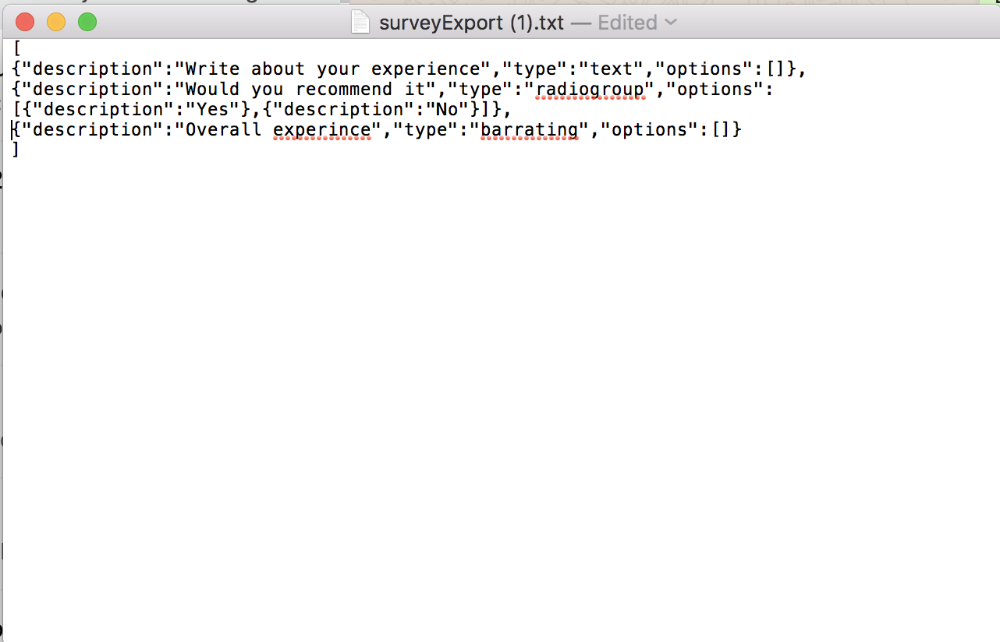 surveyExport (1).txt — Edited
[
{"description":"Write about your experience","type":"text","options":[]},
{"description":"Would you recommend it","type":"radiogroup","options":
[{"description":"Yes"},{"description":"No"}]},
{"description":"Overall experince","type":"barrating","options":[]}
]